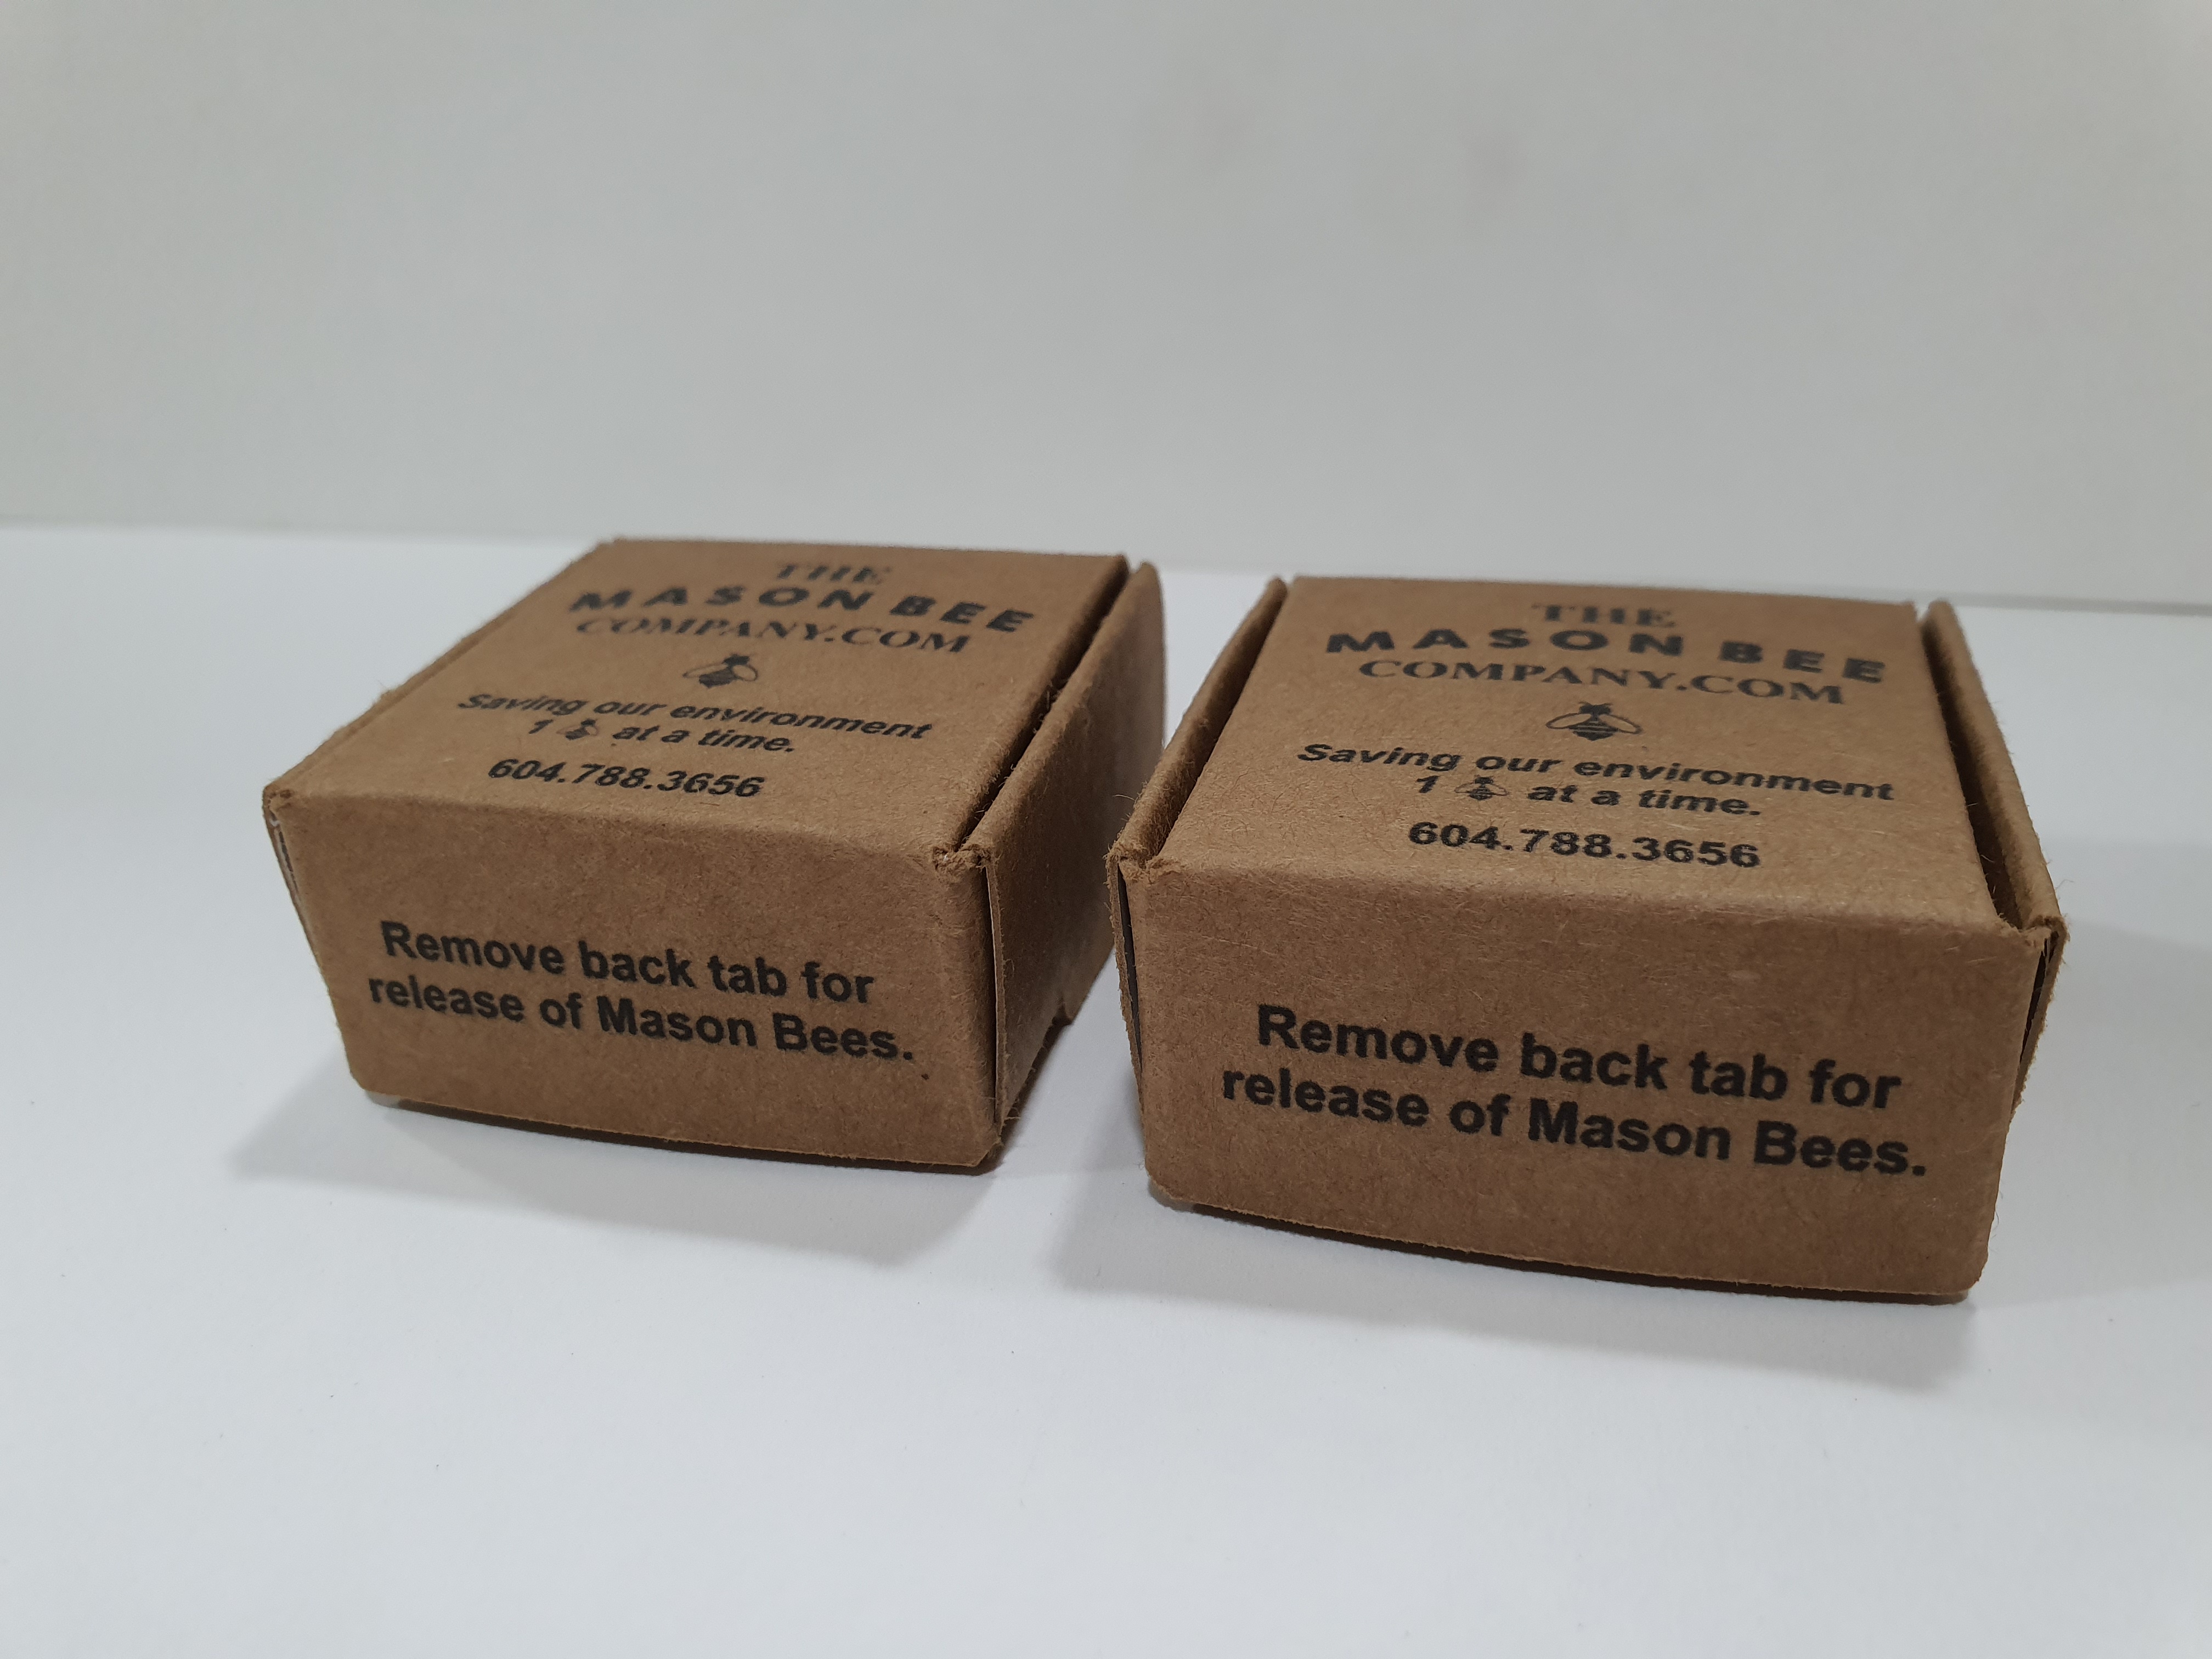 THE
MASON BEE
COMPANY.COM
Saving our environment
1 at a time.
604.788.3656
Remove back tab for
release of Mason Bees.
THE
MASON BEE
COMPANY.COM
Saving our environment
1 at a time.
604.788.3656
Remove back tab for
release of Mason Bees.